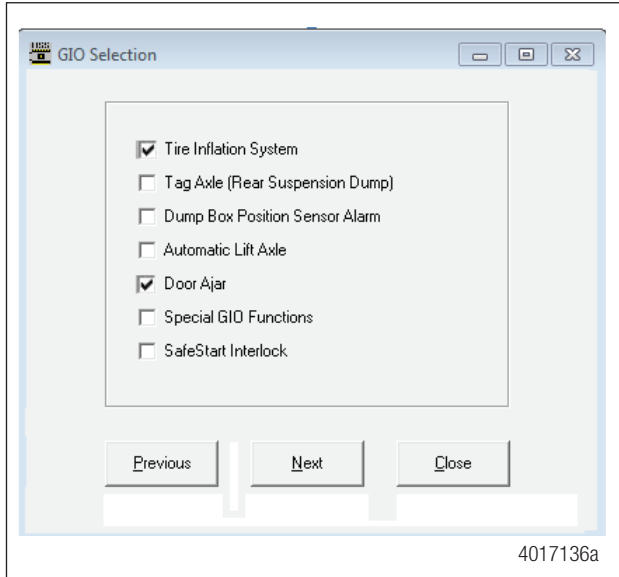 GIO Selection
Tire Inflation System
Tag Axle (Rear Suspension Dump)
Dump Box Position Sensor Alarm
Automatic Lift Axle
Door Ajar
Special GIO Functions
SafeStart Interlock
Previous Next Close
4017136a